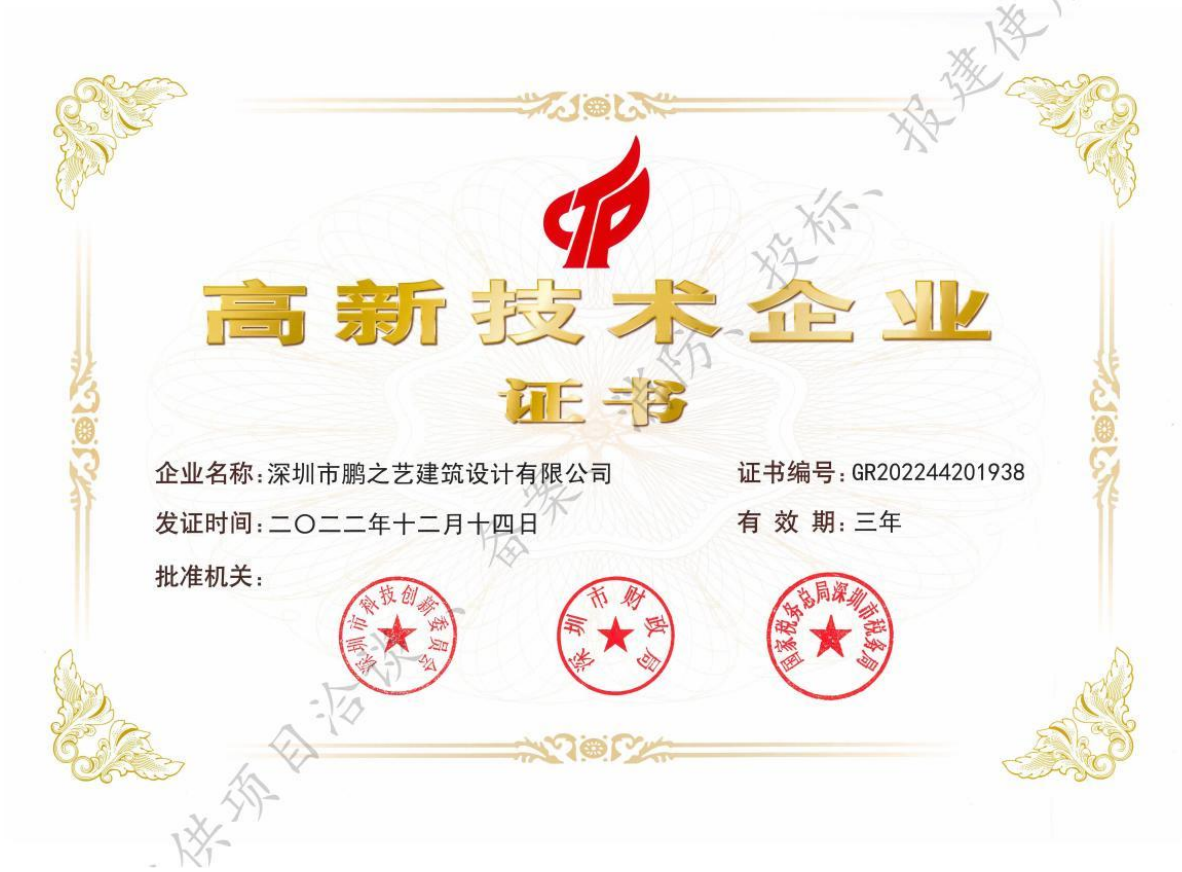 高新技术企业
证书
企业名称:深圳市鹏之艺建筑设计有限公司
证书编号:GR202244201938
发证时间:二〇二二年十二月十四日
有 效 期:三年
批准机关:
深圳市科技创新委员会
深圳市财政局
国家税务总局深圳市税务局
供项目洽谈、备案、消防、投标、报建使